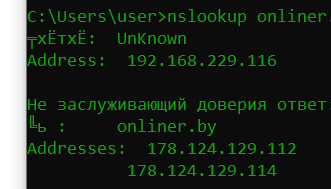 C:\Users\user>nslookup onliner.
╤хЁтхЁ:  UnKnown
Address:  192.168.229.116
Не заслуживающий доверия ответ
╚ь :     onliner.by
Addresses:  178.124.129.112
178.124.129.114